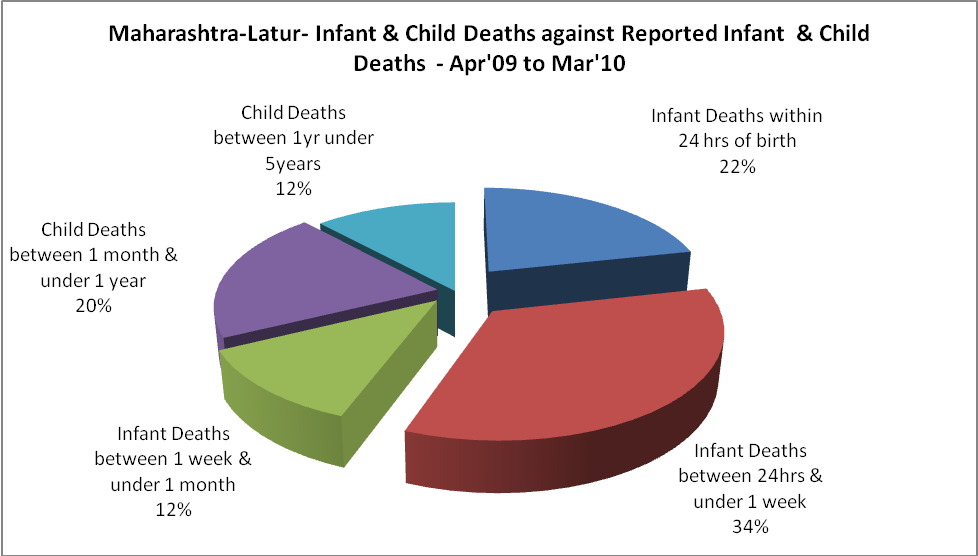 Maharashtra-Latur- Infant & Child Deaths against Reported Infant & Child
Deaths - Apr'09 to Mar'10
Child Deaths
between 1yr under
5years
12%
Infant Deaths within
24 hrs of birth
22%
Child Deaths
between 1 month &
under 1 year
20%
Infant Deaths
between 1 week &
under 1 month
12%
Infant Deaths
between 24hrs &
under 1 week
34%